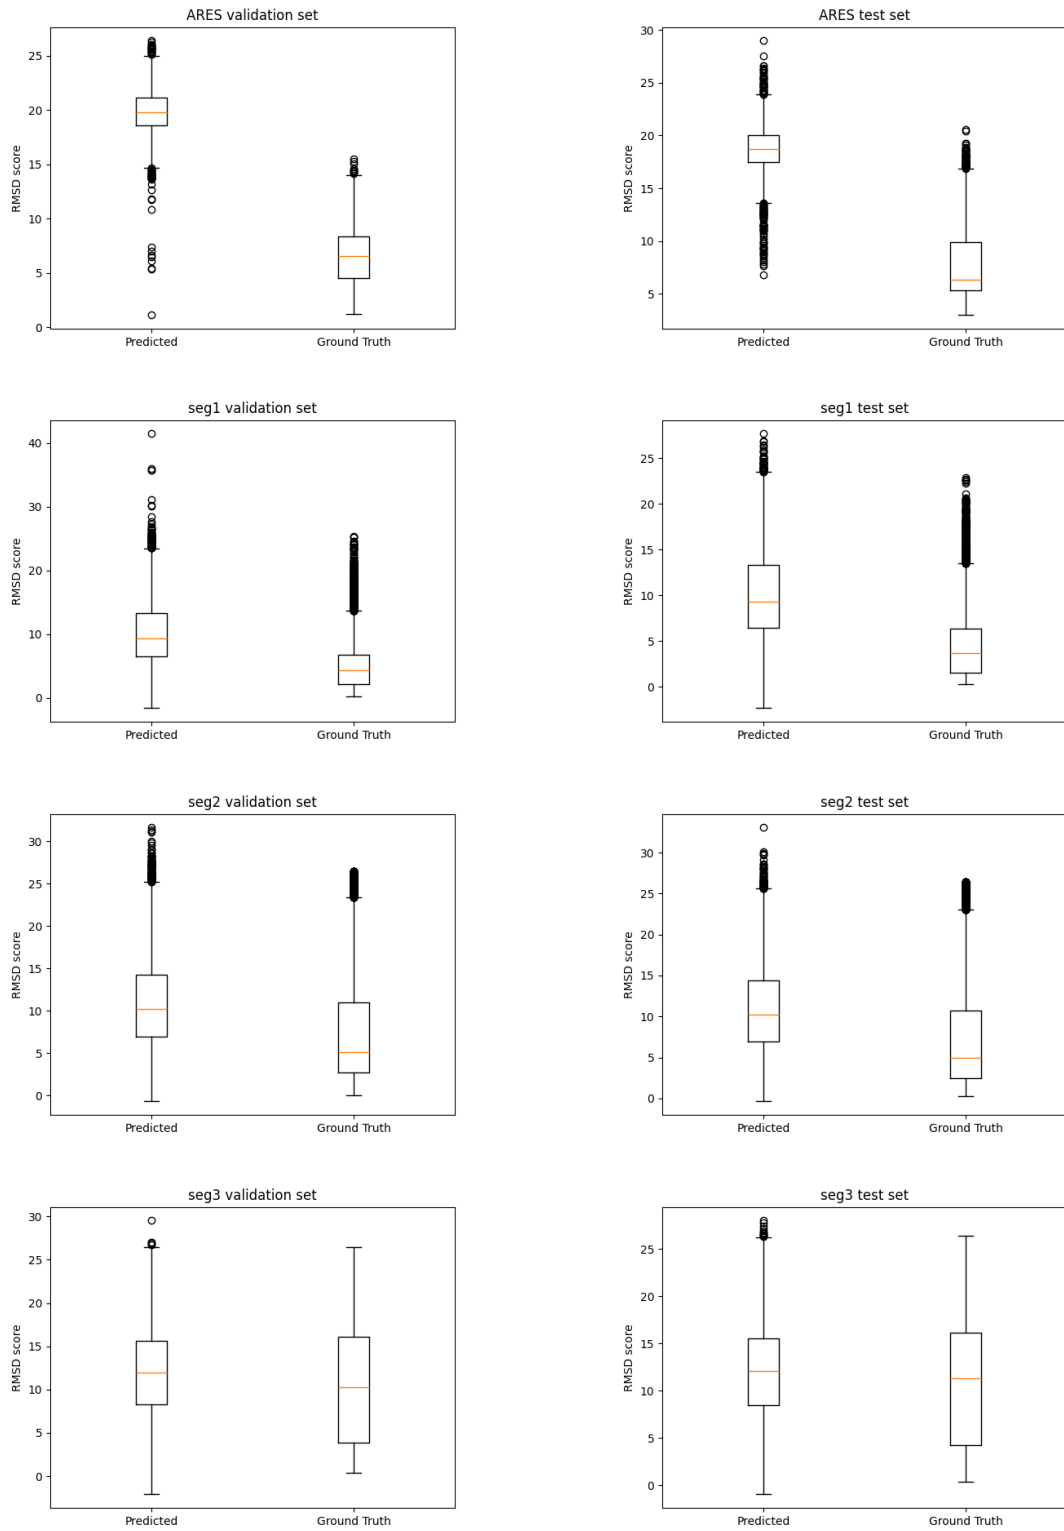 ARES validation set
RMSD score
25
20
15
10
5
0
Predicted Ground Truth
ARES test set
RMSD score
30
25
20
15
10
5
Predicted Ground Truth
seg1 validation set
RMSD score
40
30
20
10
0
Predicted Ground Truth
seg1 test set
RMSD score
25
20
15
10
5
0
Predicted Ground Truth
seg2 validation set
RMSD score
30
25
20
15
10
5
0
Predicted Ground Truth
seg2 test set
RMSD score
30
25
20
15
10
5
0
Predicted Ground Truth
seg3 validation set
RMSD score
30
25
20
15
10
5
0
Predicted Ground Truth
seg3 test set
RMSD score
25
20
15
10
5
0
Predicted Ground Truth